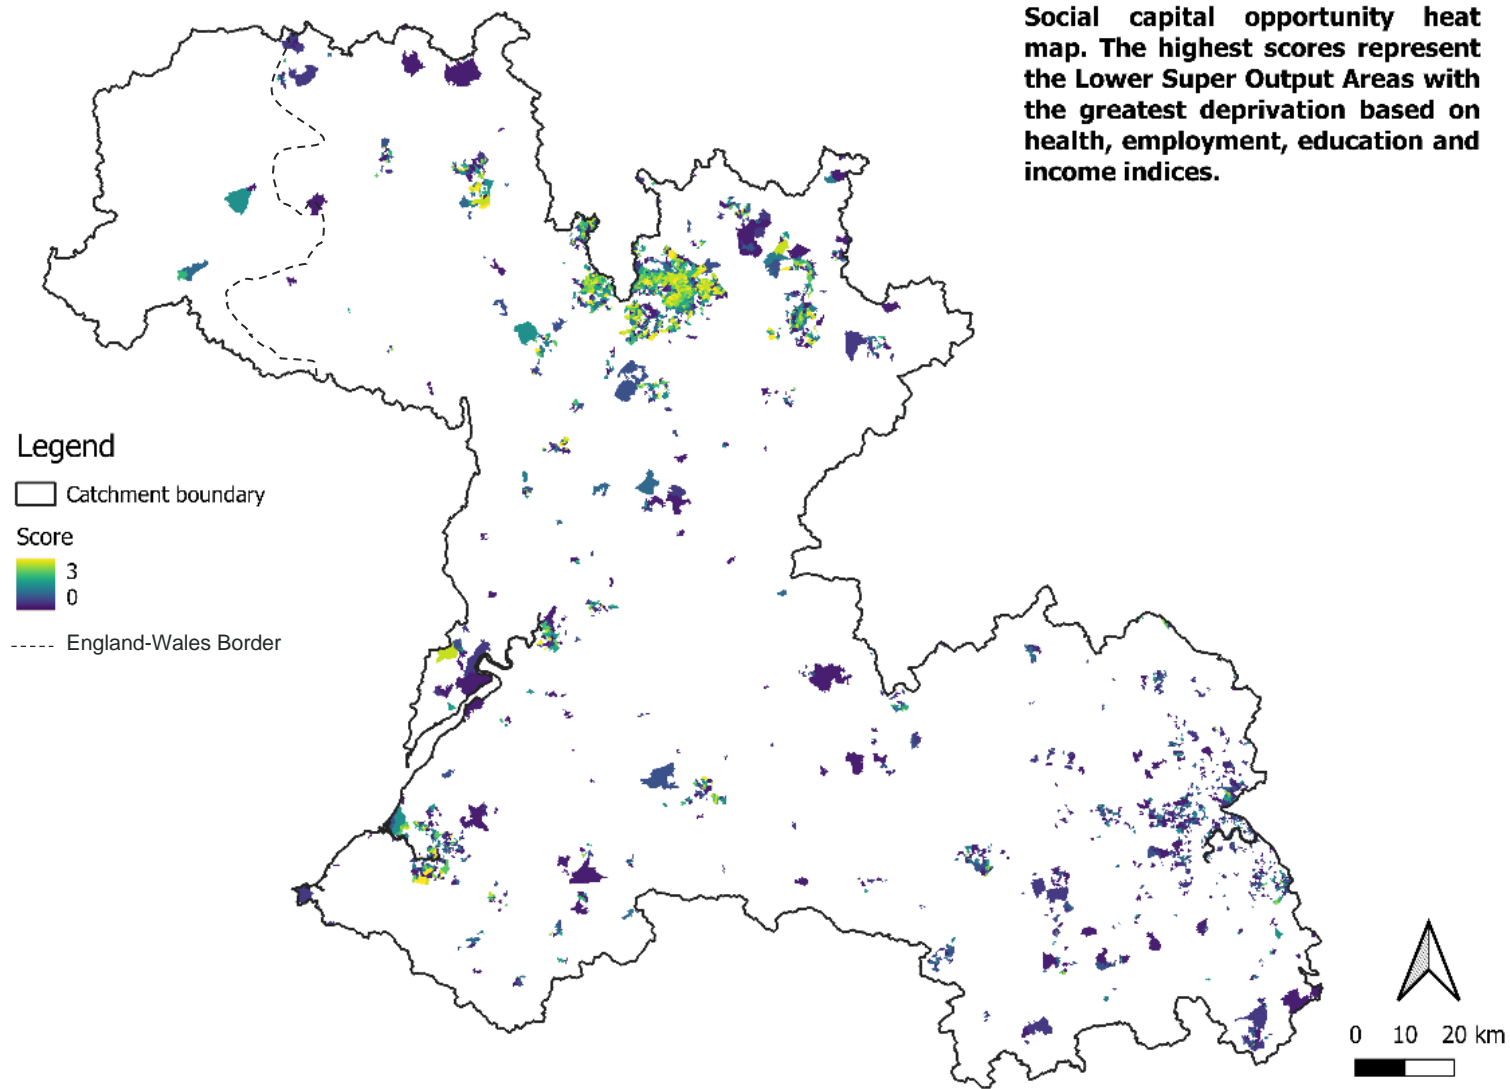 Social capital opportunity heat
map. The highest scores represent
the Lower Super Output Areas with
the greatest deprivation based on
health, employment, education and
income indices.
Legend
Catchment boundary
Score
3
0
England-Wales Border
0 10 20 km